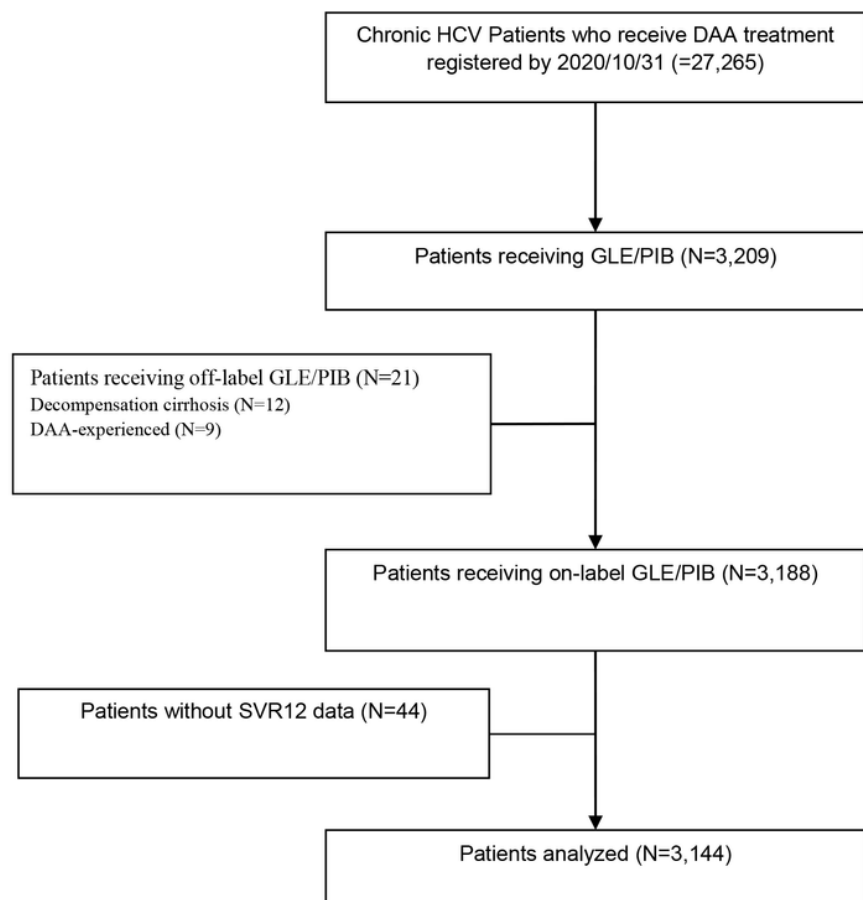 Chronic HCV Patients who receive DAA treatment
registered by 2020/10/31 (=27,265)
Patients receiving GLE/PIB (N=3,209)
Patients receiving off-label GLE/PIB (N=21)
Decompensation cirrhosis (N=12)
DAA-experienced (N=9)
Patients receiving on-label GLE/PIB (N=3,188)
Patients without SVR12 data (N=44)
Patients analyzed (N=3,144)